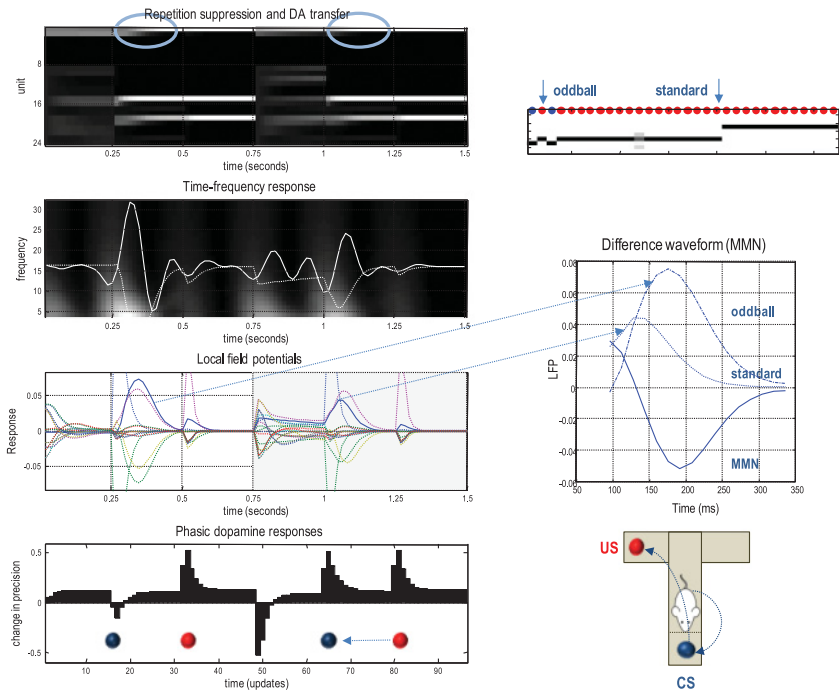 Repetition suppression and DA transfer
unit
8
16
24
0.25 0.5 0.75 1 1.25 1.5
time (seconds)
Time-frequency response
frequency
30
25
20
15
10
5
0.25 0.5 0.75 1 1.25 1.5
time (seconds)
Local field potentials
Response
0.05
0
-0.05
0.25 0.5 0.75 1 1.25 1.5
time (seconds)
Phasic dopamine responses
change in precision
0.5
0
-0.5
10 20 30 40 50 60 70 80 90
time (updates)
oddball standard
Difference waveform (MMN)
LFP
0.08
0.06
0.04
0.02
0
-0.02
-0.04
-0.06
oddball
standard
MMN
50 100 150 200 250 300 350
Time (ms)
US
CS